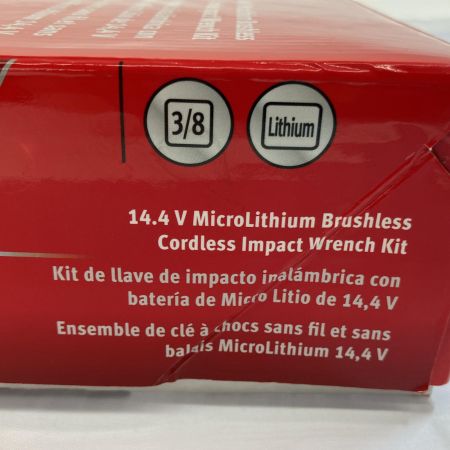 3/8
Lithium
14.4 V MicroLithium Brushless
Cordless Impact Wrench Kit
Kit de llave de impacto inalámbrica con
batería de Micro Litio de 14,4 V
Ensemble de clé à chocs sans fil et sans
balais MicroLithium 14,4 V